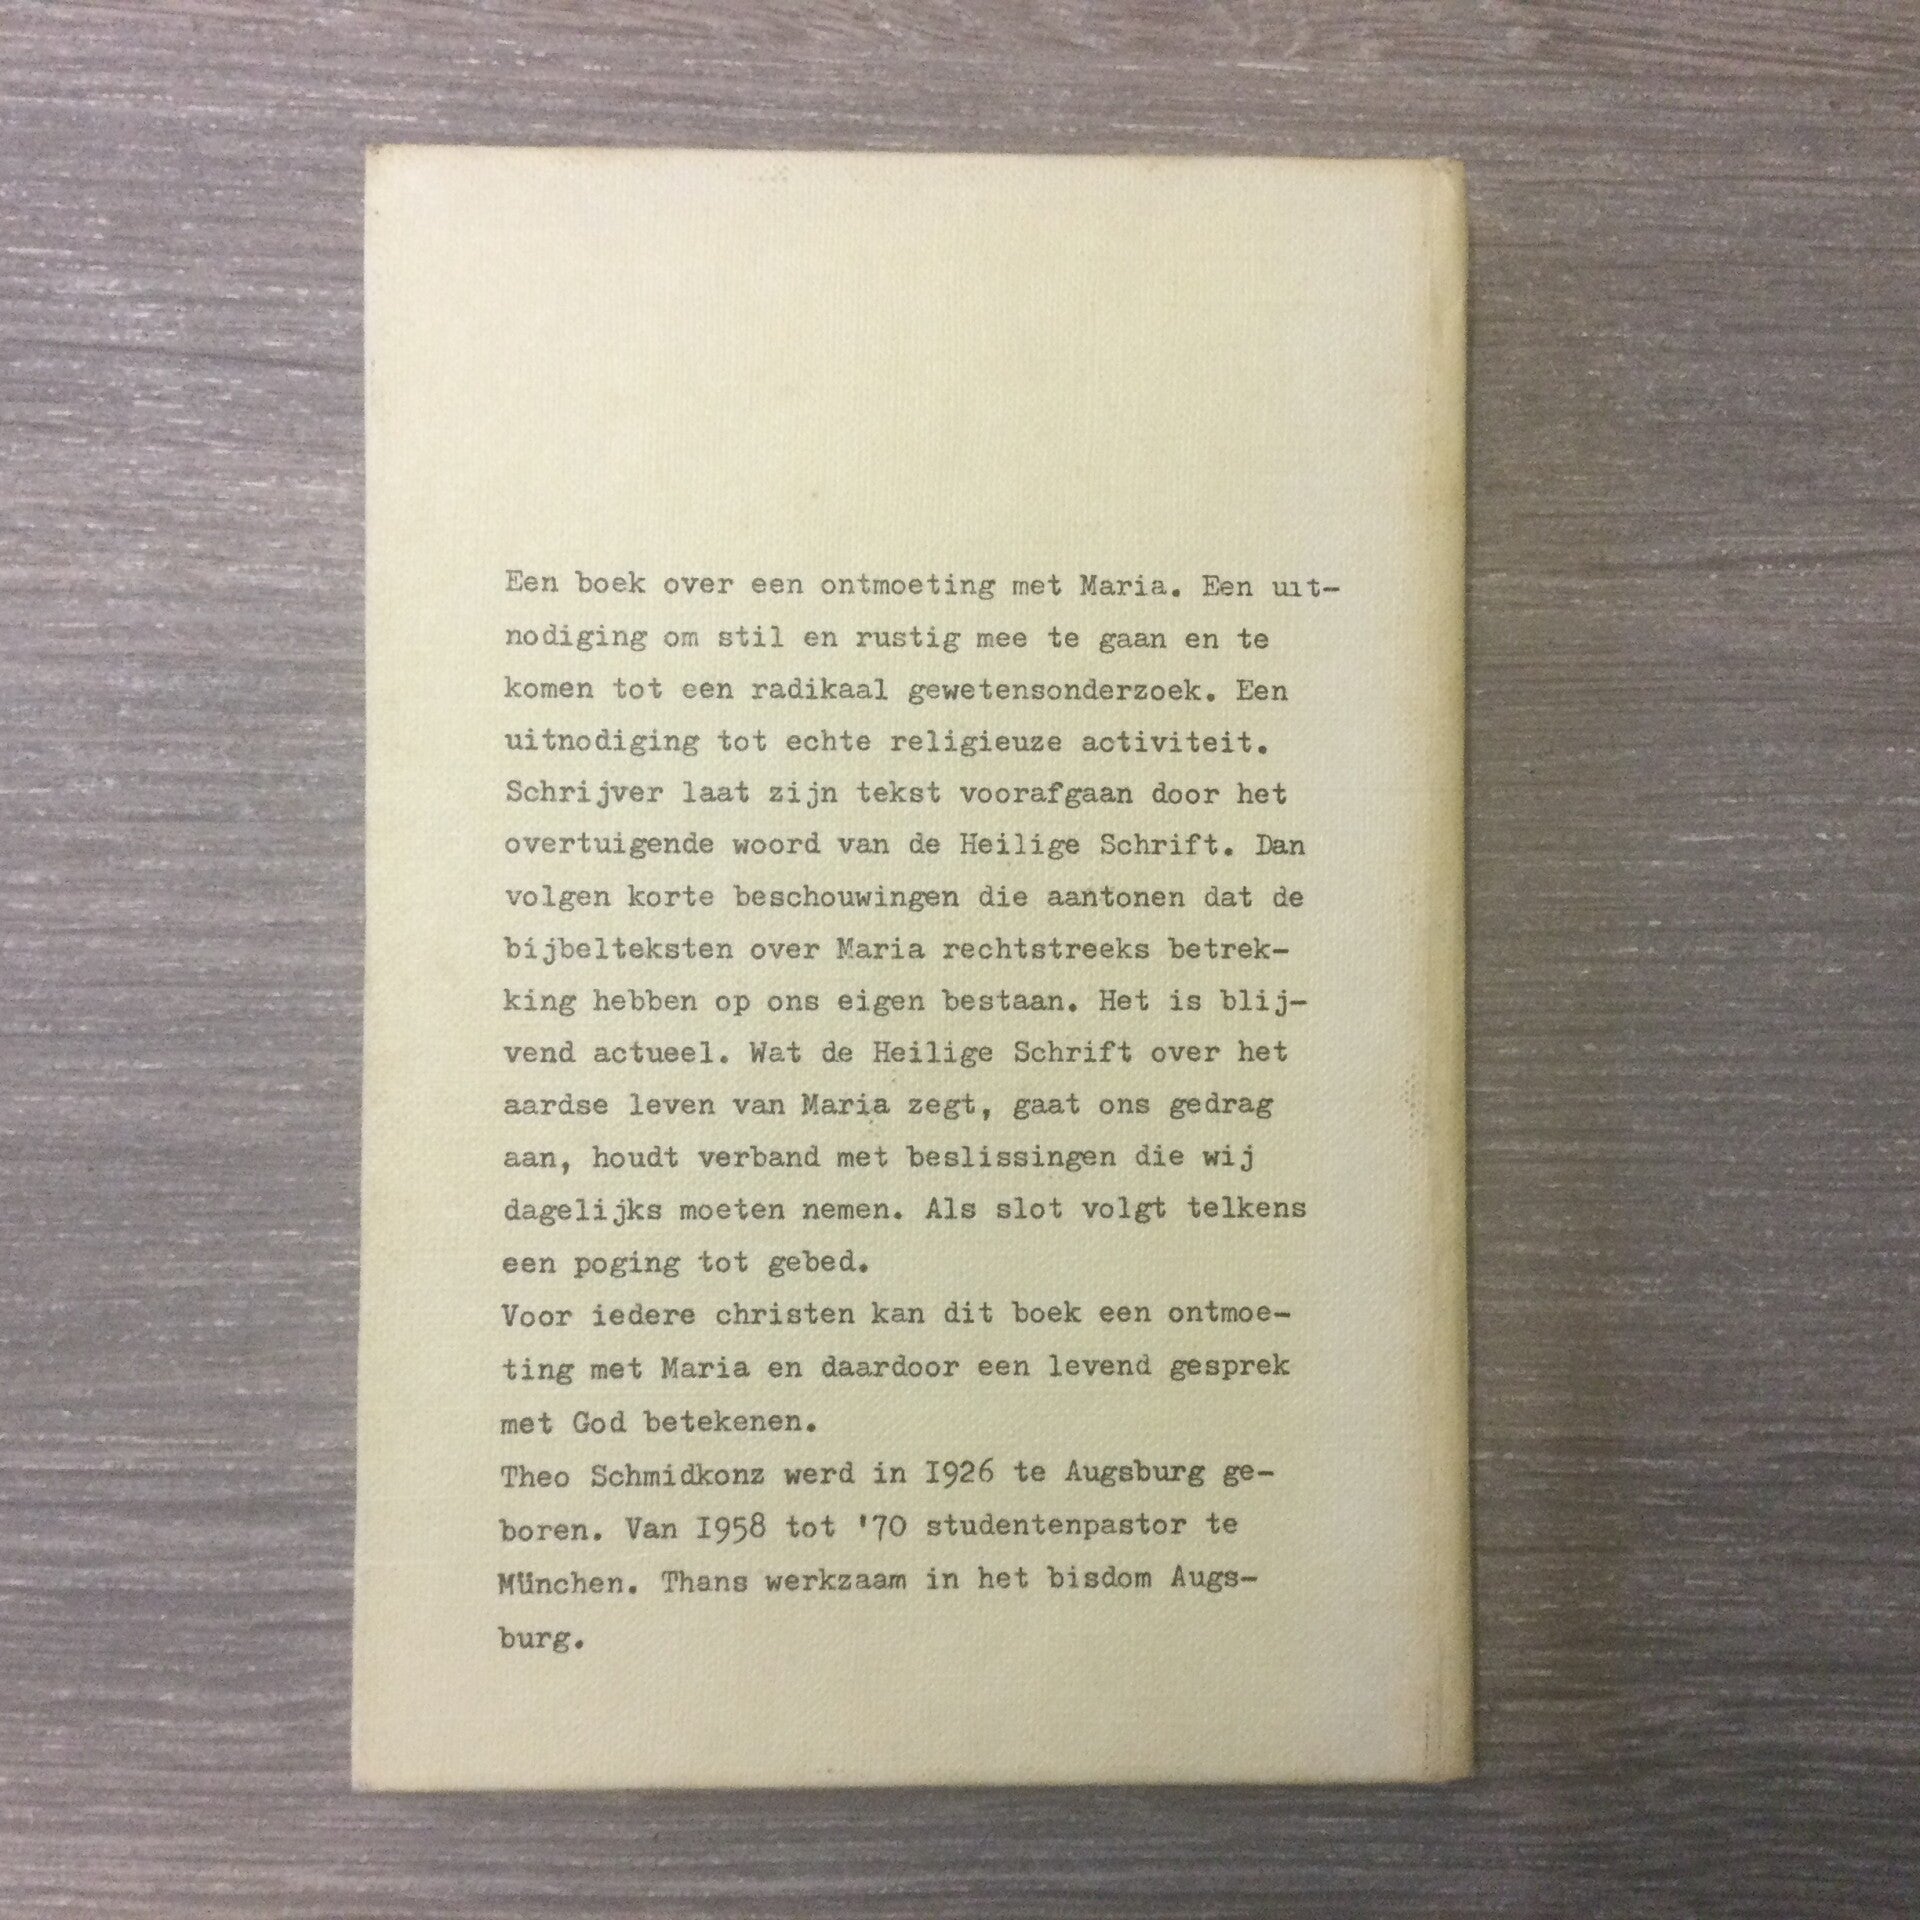 Een boek over een ontmoeting met Maria. Een uit-
nodiging om stil en rustig mee te gaan en te
komen tot een radikaal gewetensonderzoek. Een
uitnodiging tot echte religieuze activiteit.
Schrijver laat zijn tekst voorafgaan door het
overtuigende woord van de Heilige Schrift. Dan
volgen korte beschouwingen die aantonen dat de
bijbelteksten over Maria rechtstreeks betrek-
king hebben op ons eigen bestaan. Het is blij-
vend actueel. Wat de Heilige Schrift over het
aardse leven van Maria zegt, gaat ons gedrag
aan, houdt verband met beslissingen die wij
dagelijks moeten nemen. Als slot volgt telkens
een poging tot gebed.
Voor iedere christen kan dit boek een ontmoe-
ting met Maria en daardoor een levend gesprek
met God betekenen.
Theo Schmidkonz werd in 1926 te Augsburg ge-
boren. Van 1958 tot '70 studentenpastor te
München. Thans werkzaam in het bisdom Augs-
burg.